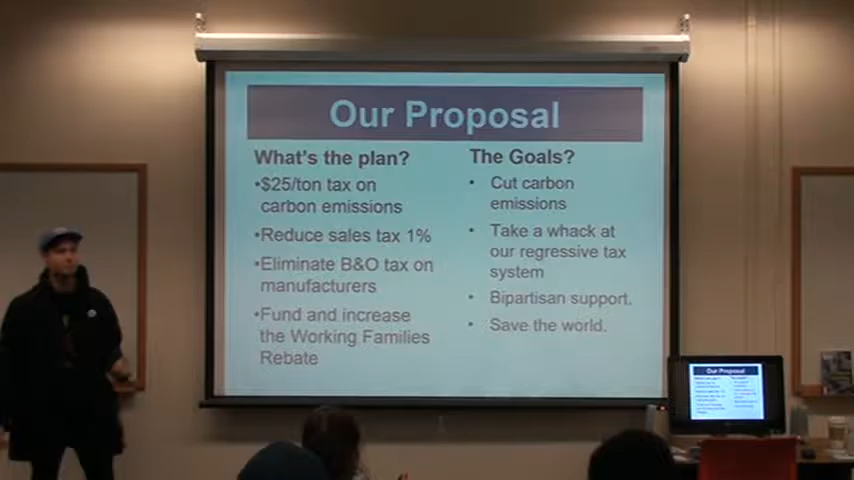 Our Proposal
What's the plan?
•$25/ton tax on
carbon emissions
•Reduce sales tax 1%
•Eliminate B&O tax on
manufacturers
•Fund and increase
the Working Families
Rebate
The Goals?
• Cut carbon
emissions
• Take a whack at
our regressive tax
system
• Bipartisan support.
• Save the world.
Our Proposal